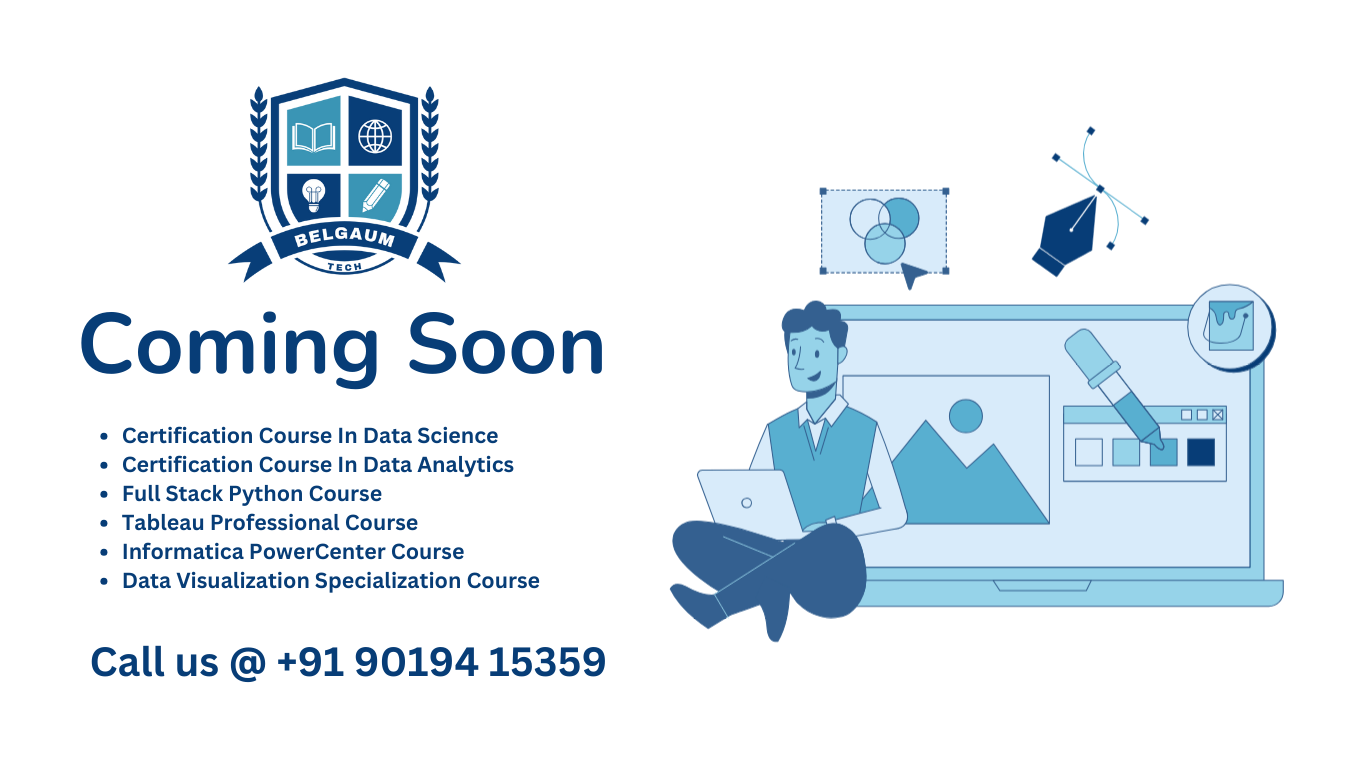 BELGAUM
TECH
Coming Soon
• Certification Course In Data Science
• Certification Course In Data Analytics
• Full Stack Python Course
• Tableau Professional Course
• Informatica PowerCenter Course
• Data Visualization Specialization Course
Call us @ +91 90194 15359